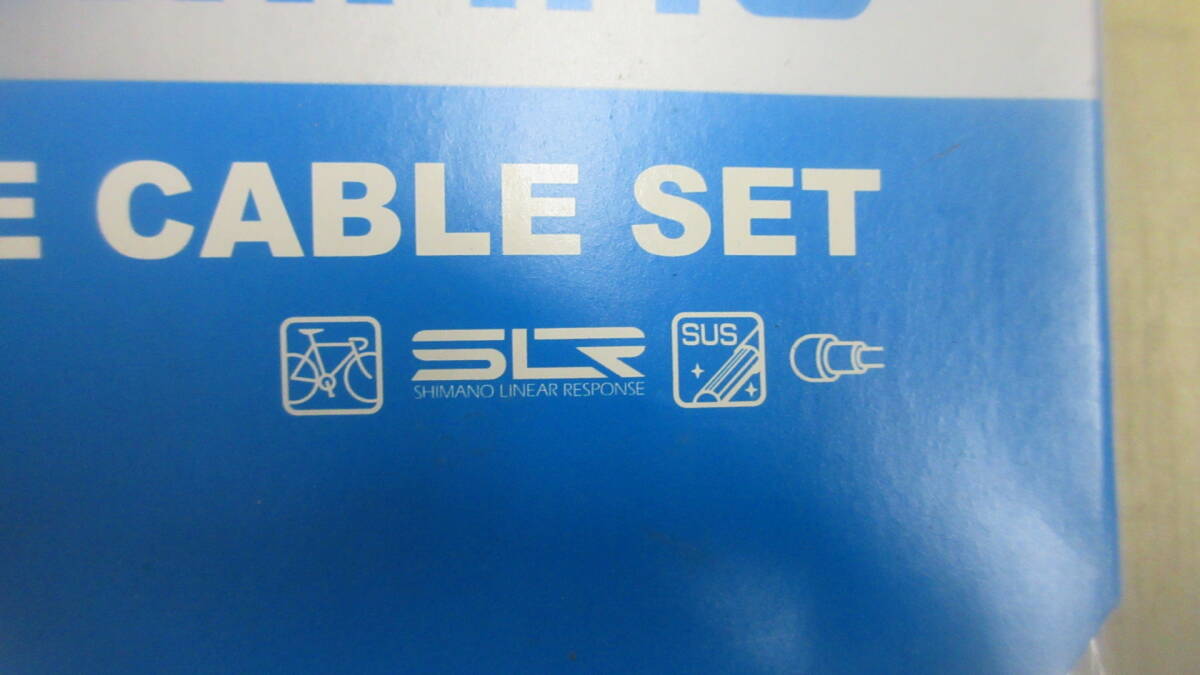 E CABLE SET
SLR
SUS
SHIMANO LINEAR RESPONSE